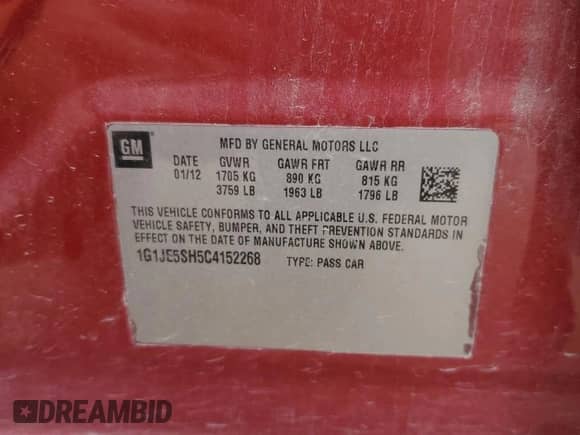 GM
MFD BY GENERAL MOTORS LLC
DATE GVWR GAWR FRT GAWR RR
01/12 1705 KG 890 KG 815 KG
3759 LB 1963 LB 1796 LB
THIS VEHICLE CONFORMS TO ALL APPLICABLE U.S. FEDERAL MOTOR
VEHICLE SAFETY, BUMPER, AND THEFT PREVENTION STANDARDS IN
EFFECT ON THE DATE OF MANUFACTURE SHOWN ABOVE.
1G1JE5SH5C4152268 TYPE: PASS CAR
DREAMBID